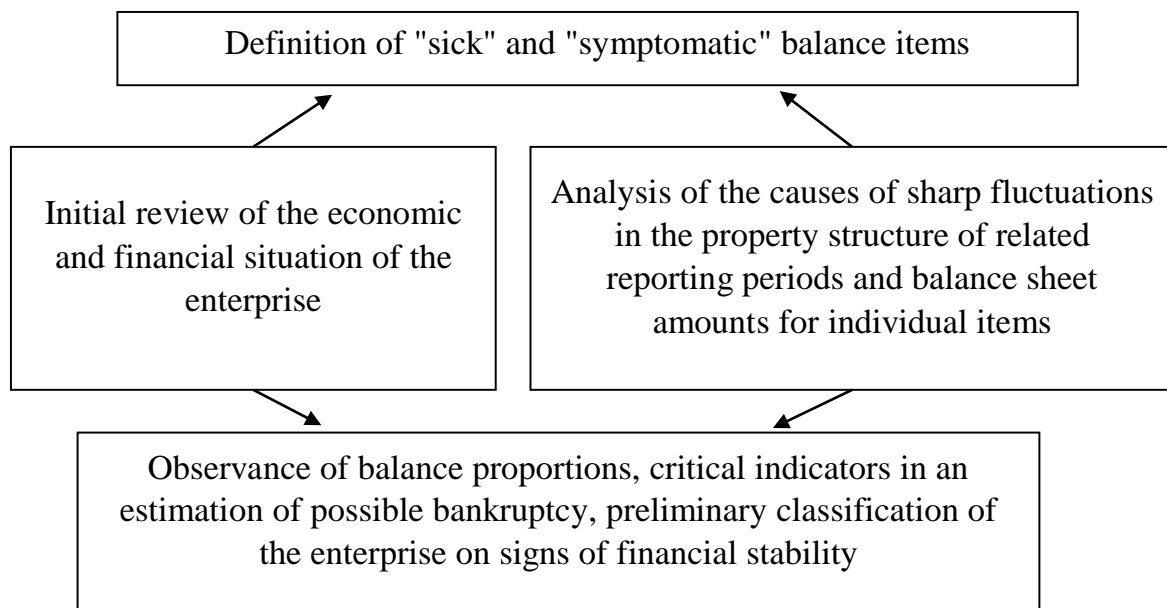 Definition of "sick" and "symptomatic" balance items
Initial review of the economic
and financial situation of the
enterprise
Analysis of the causes of sharp fluctuations
in the property structure of related
reporting periods and balance sheet
amounts for individual items
Observance of balance proportions, critical indicators in an
estimation of possible bankruptcy, preliminary classification of
the enterprise on signs of financial stability